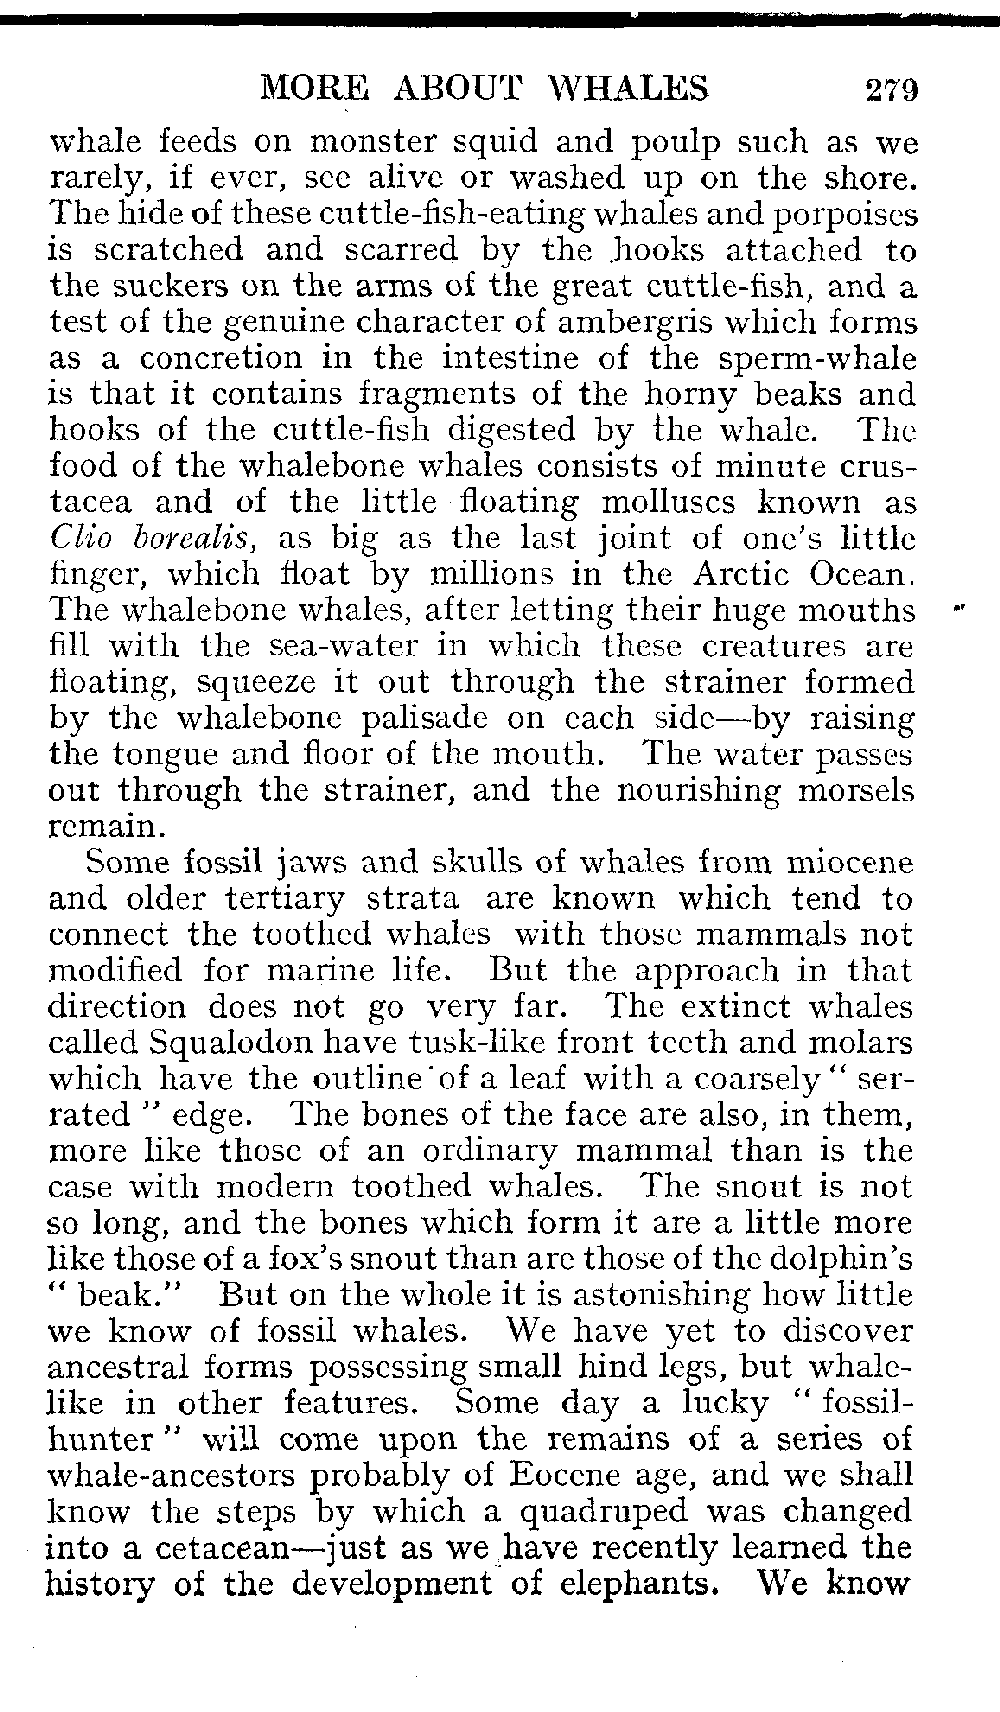 MORE ABOUT WHALES 279
whale feeds on monster squid and poulp such as we
rarely, if ever, see alive or washed up on the shore.
The hide of these cuttle-fish-eating whales and porpoises
is scratched and scarred by the hooks attached to
the suckers on the arms of the great cuttle-fish, and a
test of the genuine character of ambergris which forms
as a concretion in the intestine of the sperm-whale
is that it contains fragments of the horny beaks and
hooks of the cuttle-fish digested by the whale. The
food of the whalebone whales consists of minute crus-
tacea and of the little floating molluscs known as
Clio borealis, as big as the last joint of one's little
finger, which float by millions in the Arctic Ocean.
The whalebone whales, after letting their huge mouths
fill with the sea-water in which these creatures are
floating, squeeze it out through the strainer formed
by the whalebone palisade on each side—by raising
the tongue and floor of the mouth. The water passes
out through the strainer, and the nourishing morsels
remain.
Some fossil jaws and skulls of whales from miocene
and older tertiary strata are known which tend to
connect the toothed whales with those mammals not
modified for marine life. But the approach in that
direction does not go very far. The extinct whales
called Squalodon have tusk-like front teeth and molars
which have the outline of a leaf with a coarsely " ser-
rated " edge. The bones of the face are also, in them,
more like those of an ordinary mammal than is the
case with modern toothed whales. The snout is not
so long, and the bones which form it are a little more
like those of a fox's snout than are those of the dolphin's
" beak." But on the whole it is astonishing how little
we know of fossil whales. We have yet to discover
ancestral forms possessing small hind legs, but whale-
like in other features. Some day a lucky " fossil-
hunter " will come upon the remains of a series of
whale-ancestors probably of Eocene age, and we shall
know the steps by which a quadruped was changed
into a cetacean—just as we have recently learned the
history of the development of elephants. We know